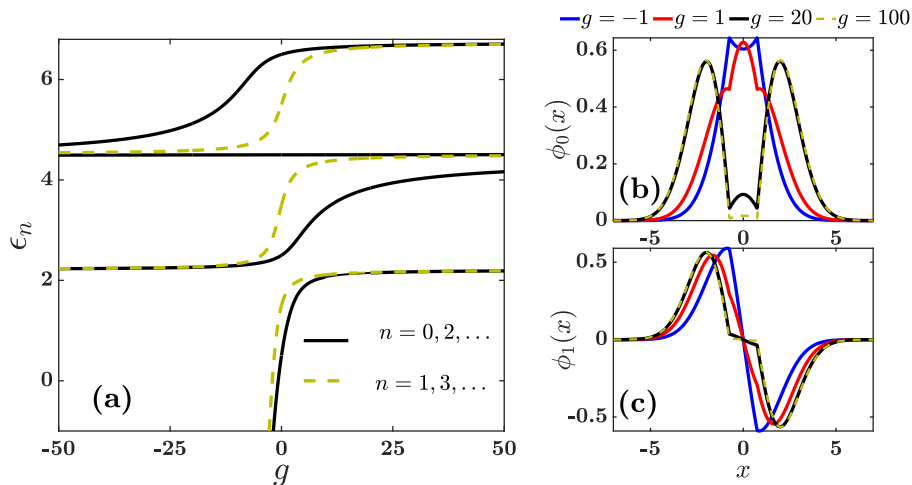 g = −1 g = 1 g = 20 g = 100
6
4
2
0
ϵn
n = 0, 2, . . .
n = 1, 3, . . .
(a)
-50 -25 0 25 50
g
0.6
0.4
0.2
0
ϕ0(x)
(b)
-5 0 5
0.5
0
-0.5
ϕ1(x)
(c)
-5 0 5
x